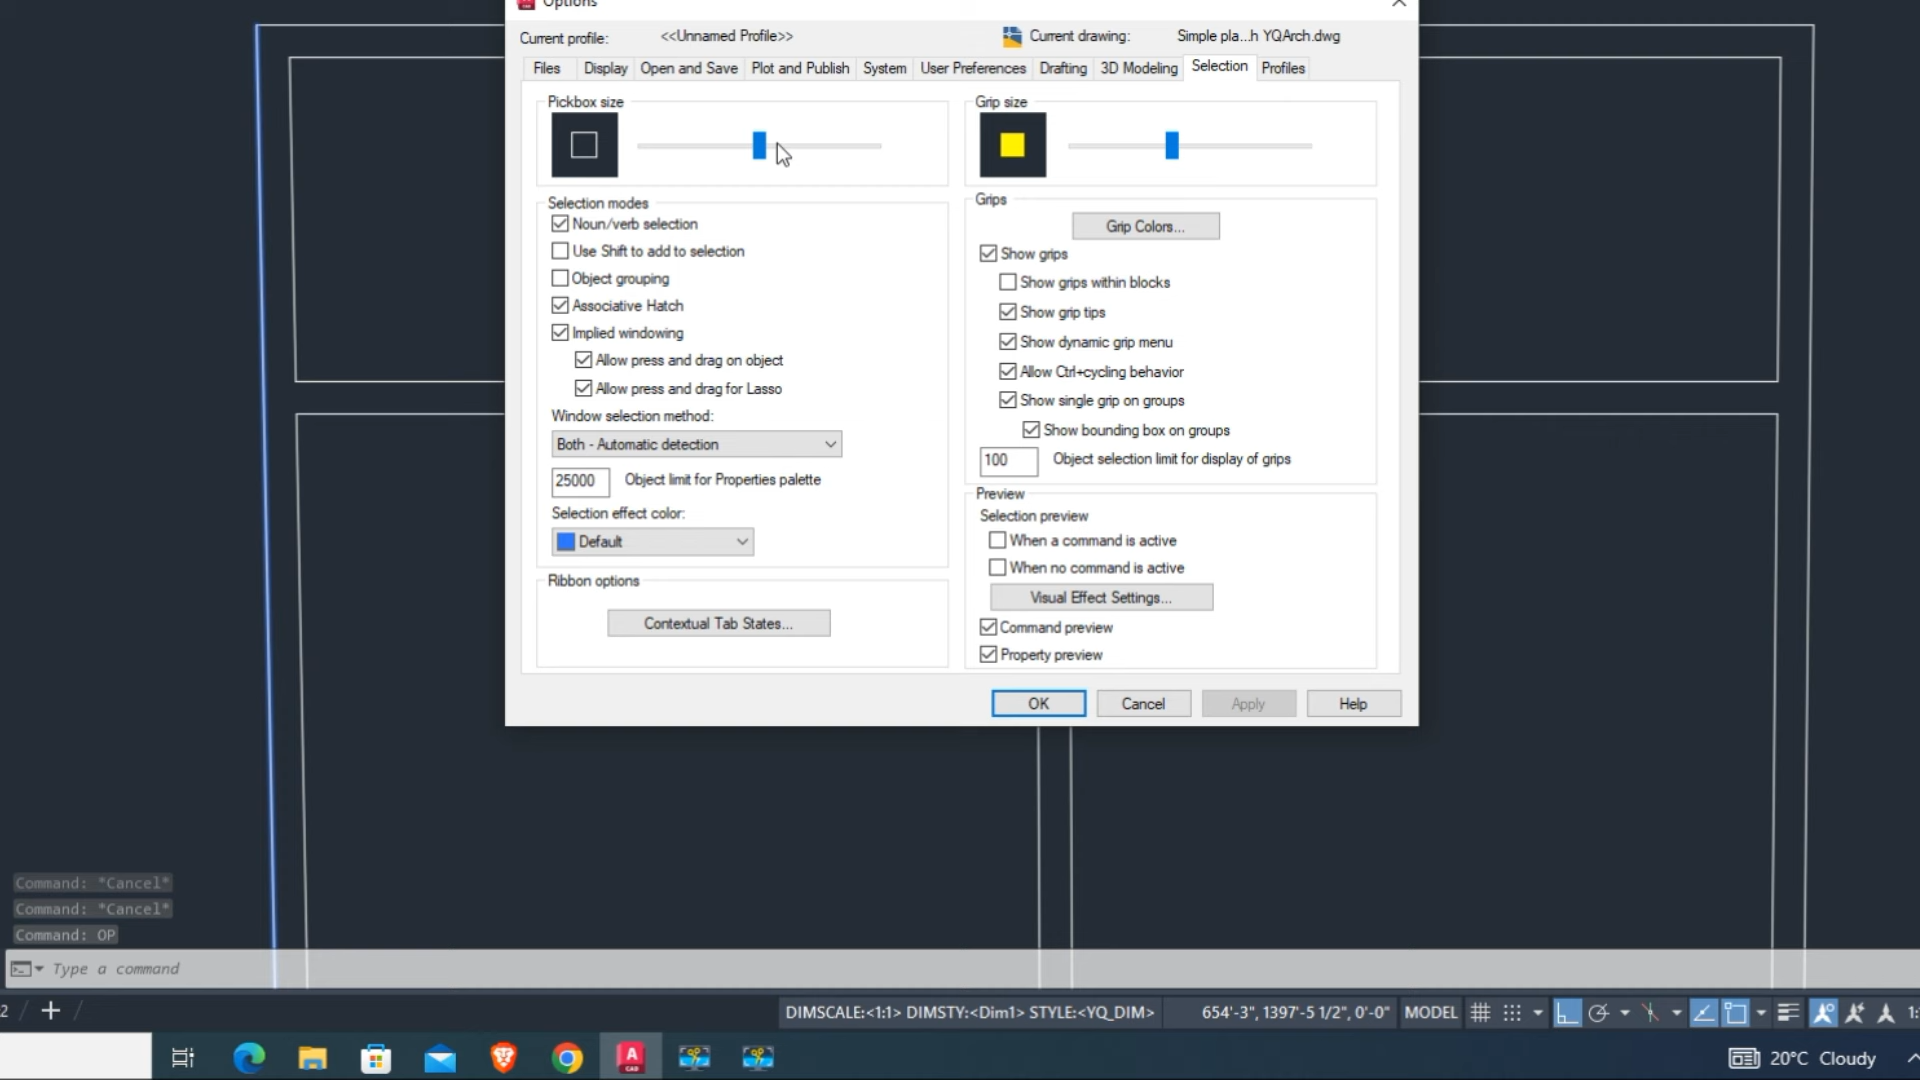 Options
Current profile: <<Unnamed Profile>> Current drawing: Simple pla...h YQArch.dwg
Files Display Open and Save Plot and Publish System User Preferences Drafting 3D Modeling Selection Profiles
Pickbox size
Selection modes
Noun/verb selection
Use Shift to add to selection
Object grouping
Associative Hatch
Implied windowing
Allow press and drag on object
Allow press and drag for Lasso
Window selection method:
Both - Automatic detection
25000 Object limit for Properties palette
Selection effect color:
Default
Ribbon options
Contextual Tab States...
Grip size
Grips
Grip Colors...
Show grips
Show grips within blocks
Show grip tips
Show dynamic grip menu
Allow Ctrl+cycling behavior
Show single grip on groups
Show bounding box on groups
100 Object selection limit for display of grips
Preview
Selection preview
When a command is active
When no command is active
Visual Effect Settings...
Command preview
Property preview
OK Cancel Apply Help
Command: *Cancel*
Command: *Cancel*
Command: OP
Type a command
2 / + / DIMSCALE:<1:1> DIMSTY:<Dim1> STYLE:<YQ_DIM> 654'-3", 1397'-5 1/2", 0'-0" MODEL
A CAD 20°C Cloudy